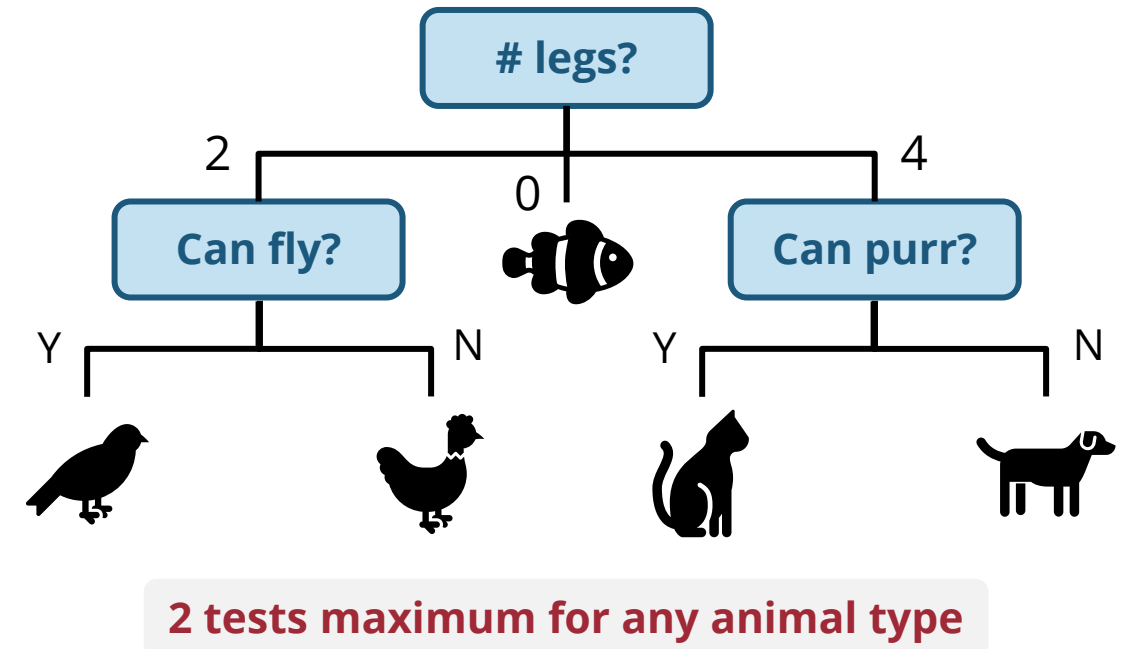 # legs?
2
0
4
Can fly?
Can purr?
Y
N
Y
N
2 tests maximum for any animal type